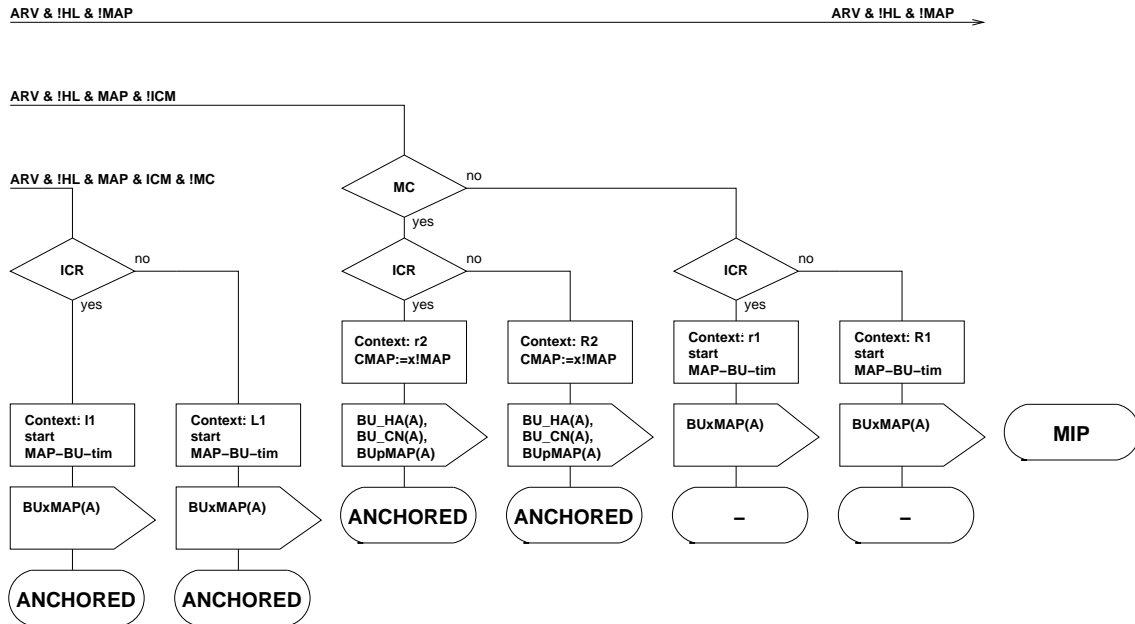 ARV & !HL & !MAP
ARV & !HL & !MAP
ARV & !HL & MAP & !ICM
ARV & !HL & MAP & ICM & !MC
MC
no
yes
ICR
no
yes
ICR
no
yes
ICR
no
yes
Context: r2
CMAP:=x!MAP
Context: R2
CMAP:=x!MAP
Context: r1
start
MAP−BU−tim
Context: R1
start
MAP−BU−tim
Context: l1
start
MAP−BU−tim
Context: L1
start
MAP−BU−tim
BU_HA(A),
BU_CN(A),
BUpMAP(A)
BU_HA(A),
BU_CN(A),
BUpMAP(A)
BUxMAP(A)
BUxMAP(A)
MIP
BUxMAP(A)
BUxMAP(A)
ANCHORED
ANCHORED
−
−
ANCHORED
ANCHORED